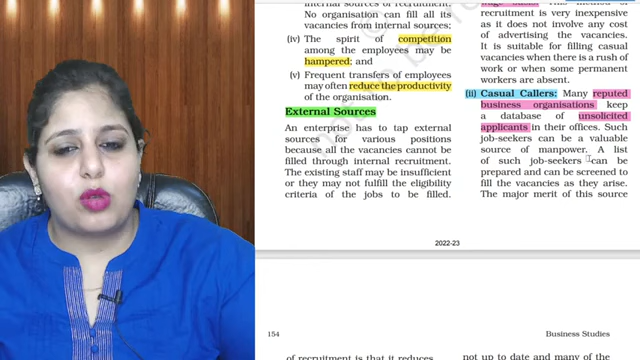 internal sources of recruitment.
No organisation can fill all its
vacancies from internal sources;
(iv) The spirit of competition
among the employees may be
hampered; and
(v) Frequent transfers of employees
may often reduce the productivity
of the organisation.
External Sources
An enterprise has to tap external
sources for various positions
because all the vacancies cannot be
filled through internal recruitment.
The existing staff may be insufficient
or they may not fulfill the eligibility
criteria of the jobs to be filled.
This method of
recruitment is very inexpensive
as it does not involve any cost
of advertising the vacancies.
It is suitable for filling casual
vacancies when there is a rush of
work or when some permanent
workers are absent.
(ii) Casual Callers: Many reputed
business organisations keep
a database of unsolicited
applicants in their offices. Such
job-seekers can be a valuable
source of manpower. A list
of such job-seekers can be
prepared and can be screened to
fill the vacancies as they arise.
The major merit of this source
2022-23
154
Business Studies
of recruitment is that it reduces
not up to date and many of the